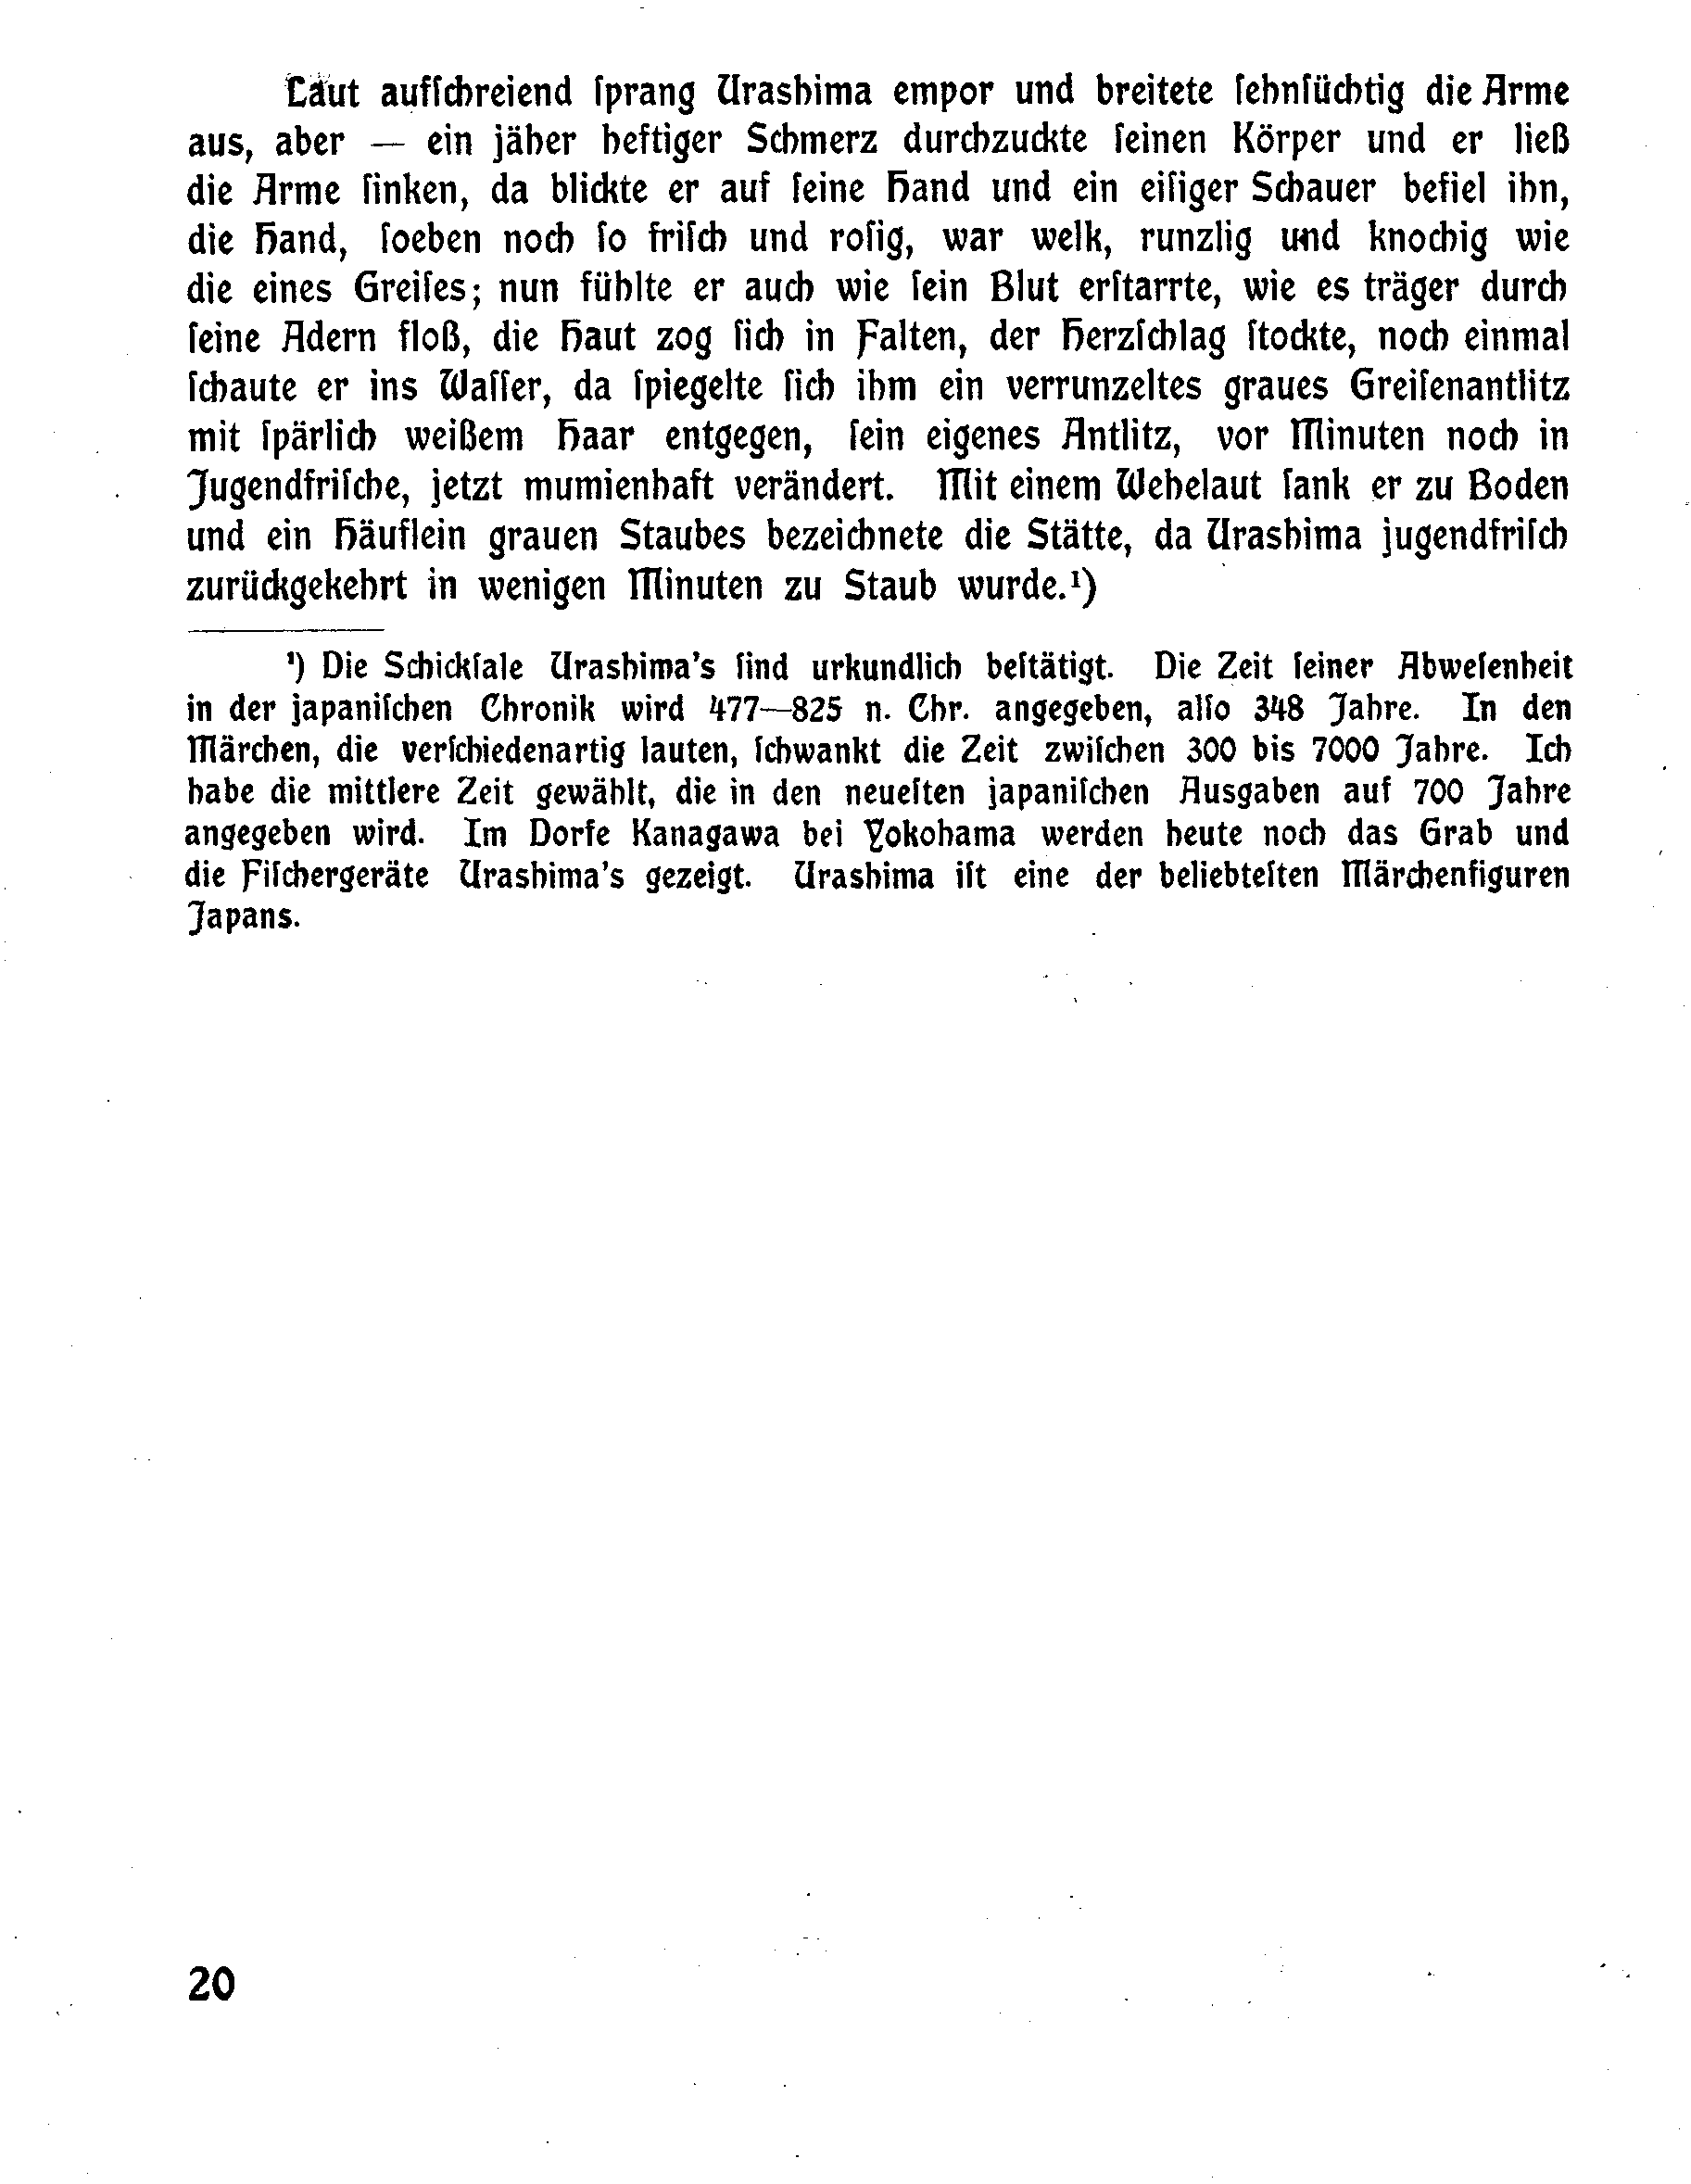 Laut aufſchreiend ſprang Urashima empor und breitete ſehnſüchtig die Arme
aus, aber — ein jäher heftiger Schmerz durchzuckte ſeinen Körper und er ließ
die Arme ſinken, da blickte er auf ſeine Hand und ein eiſiger Schauer befiel ihn,
die Hand, ſoeben noch ſo friſch und roſig, war welk, runzlig und knochig wie
die eines Greiſes; nun fühlte er auch wie ſein Blut erſtarrte, wie es träger durch
ſeine Adern floß, die Haut zog ſich in Falten, der Herzſchlag ſtockte, noch einmal
ſchaute er ins Waſſer, da ſpiegelte ſich ihm ein verrunzeltes graues Greiſenantlitz
mit ſpärlich weißem Haar entgegen, ſein eigenes Antlitz, vor Minuten noch in
Jugendfriſche, jetzt mumienhaft verändert. Mit einem Wehelaut ſank er zu Boden
und ein Häuflein grauen Staubes bezeichnete die Stätte, da Urashima jugendfriſch
zurückgekehrt in wenigen Minuten zu Staub wurde.¹)
¹) Die Schickſale Urashima's ſind urkundlich beſtätigt. Die Zeit ſeiner Abweſenheit
in der japaniſchen Chronik wird 477—825 n. Chr. angegeben, alſo 348 Jahre. In den
Märchen, die verſchiedenartig lauten, ſchwankt die Zeit zwiſchen 300 bis 7000 Jahre. Ich
habe die mittlere Zeit gewählt, die in den neueſten japaniſchen Ausgaben auf 700 Jahre
angegeben wird. Im Dorfe Kanagawa bei Yokohama werden heute noch das Grab und
die Fiſchergeräte Urashima's gezeigt. Urashima iſt eine der beliebteſten Märchenfiguren
Japans.
20